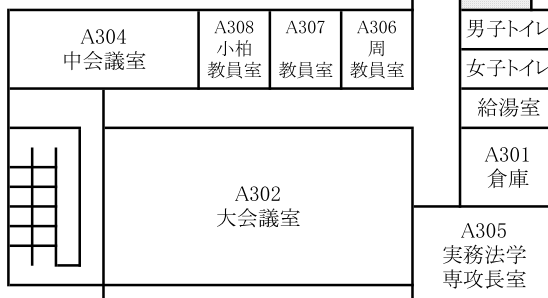 A304
中会議室
A308
小柏
教員室
A307
教員室
A306
周
教員室
男子トイレ
女子トイレ
給湯室
A301
倉庫
A302
大会議室
A305
実務法学
専攻長室